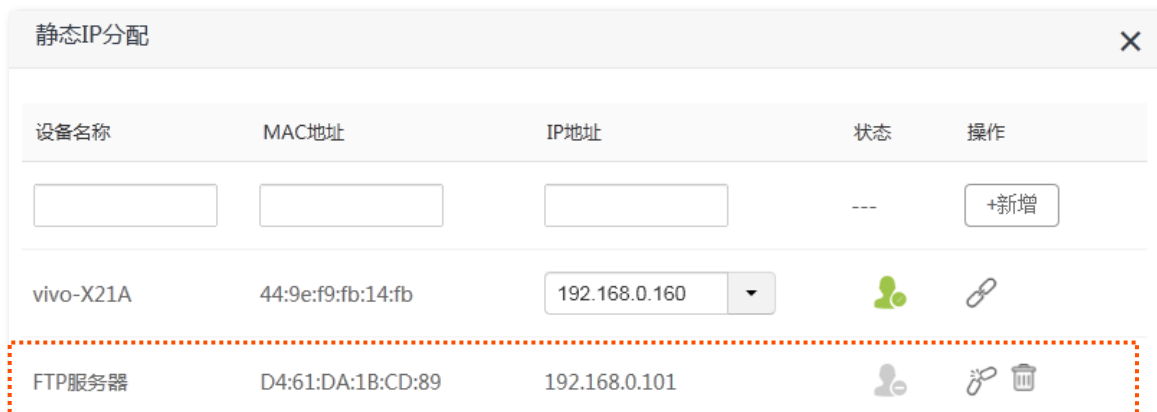 静态IP分配
设备名称 MAC地址 IP地址 状态 操作
--- +新增
vivo-X21A 44:9e:f9:fb:14:fb 192.168.0.160
FTP服务器 D4:61:DA:1B:CD:89 192.168.0.101